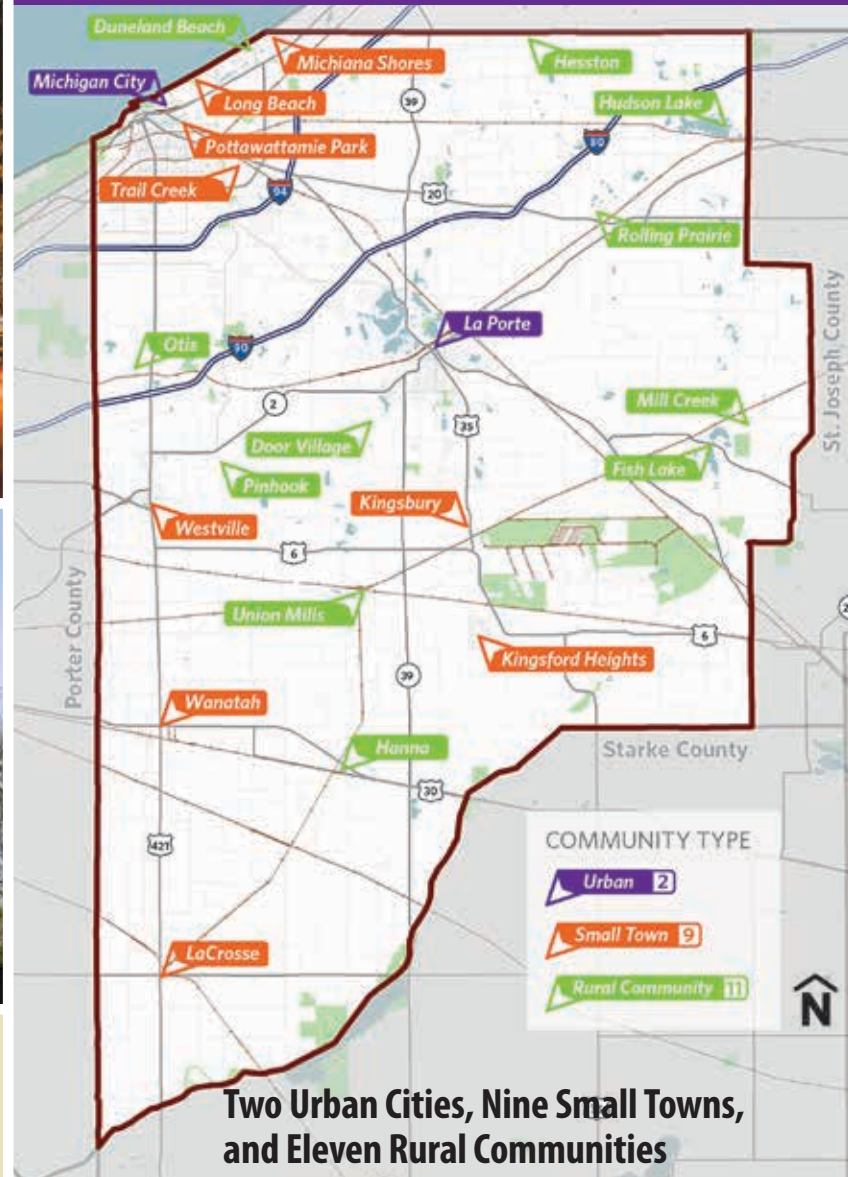 Duneland Beach
Michiana Shores
Hesston
Michigan City
Long Beach
39
Hudson Lake
Pottawattamie Park
80
Trail Creek
94
20
Rolling Prairie
La Porte
Otis
90
St. Joseph County
2
Mill Creek
35
Door Village
Fish Lake
Pinhook
Kingsbury
Westville
6
Porter County
Union Mills
6
Kingsford Heights
39
Wanatah
Hanna
Starke County
30
421
COMMUNITY TYPE
Urban 2
Small Town 9
LaCrosse
Rural Community 11
N
Two Urban Cities, Nine Small Towns,
and Eleven Rural Communities